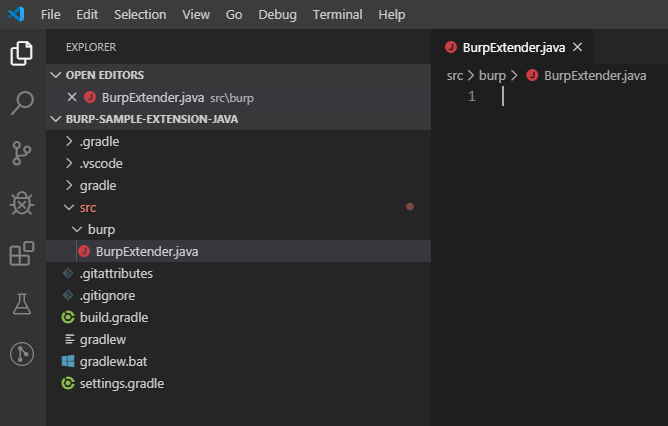 File Edit Selection View Go Debug Terminal Help
EXPLORER
OPEN EDITORS
BurpExtender.java src\burp
BURP-SAMPLE-EXTENSION-JAVA
.gradle
.vscode
gradle
src
burp
BurpExtender.java
.gitattributes
.gitignore
build.gradle
gradlew
gradlew.bat
settings.gradle
BurpExtender.java
src > burp > BurpExtender.java
1